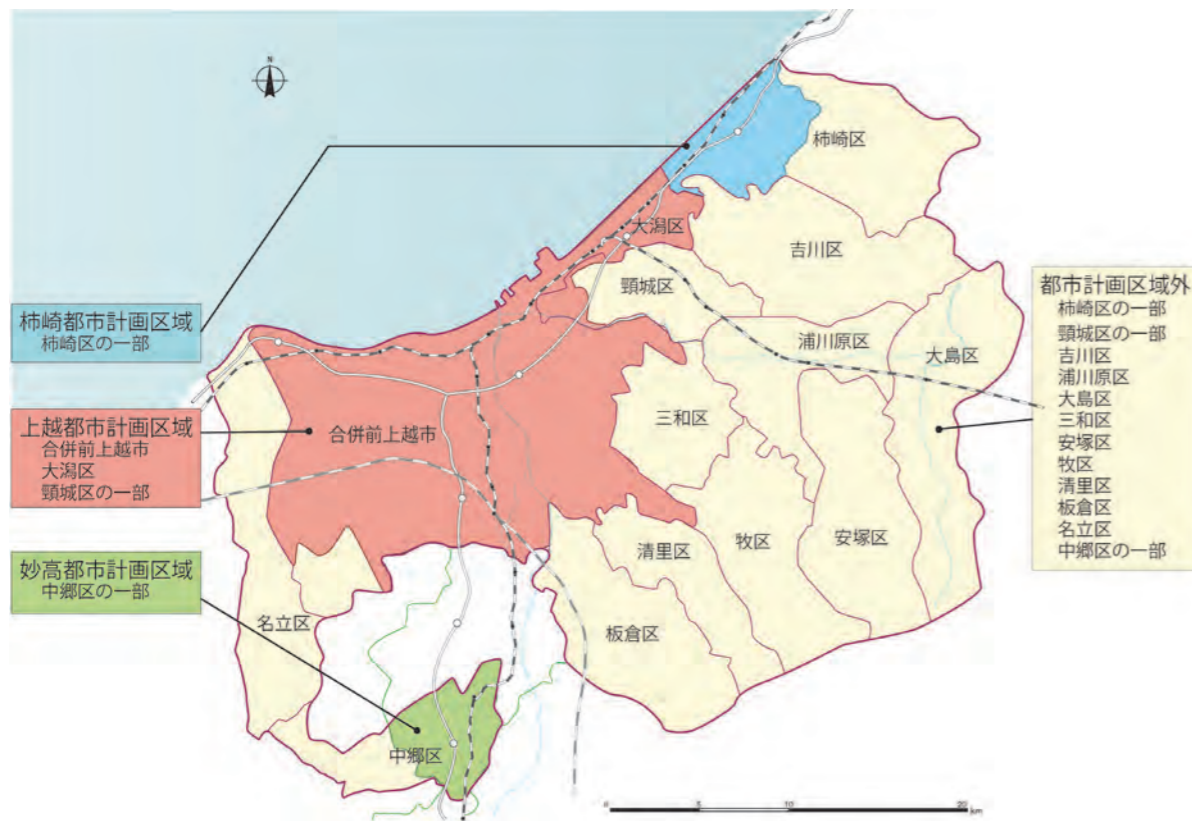 N
柿崎区
大潟区
吉川区
頸城区
浦川原区
大島区
三和区
合併前上越市
清里区
牧区
安塚区
板倉区
名立区
中郷区
柿崎都市計画区域
柿崎区の一部
上越都市計画区域
合併前上越市
大潟区
頸城区の一部
妙高都市計画区域
中郷区の一部
都市計画区域外
柿崎区の一部
頸城区の一部
吉川区
浦川原区
大島区
三和区
安塚区
牧区
清里区
板倉区
名立区
中郷区の一部
0 5 10 20
km